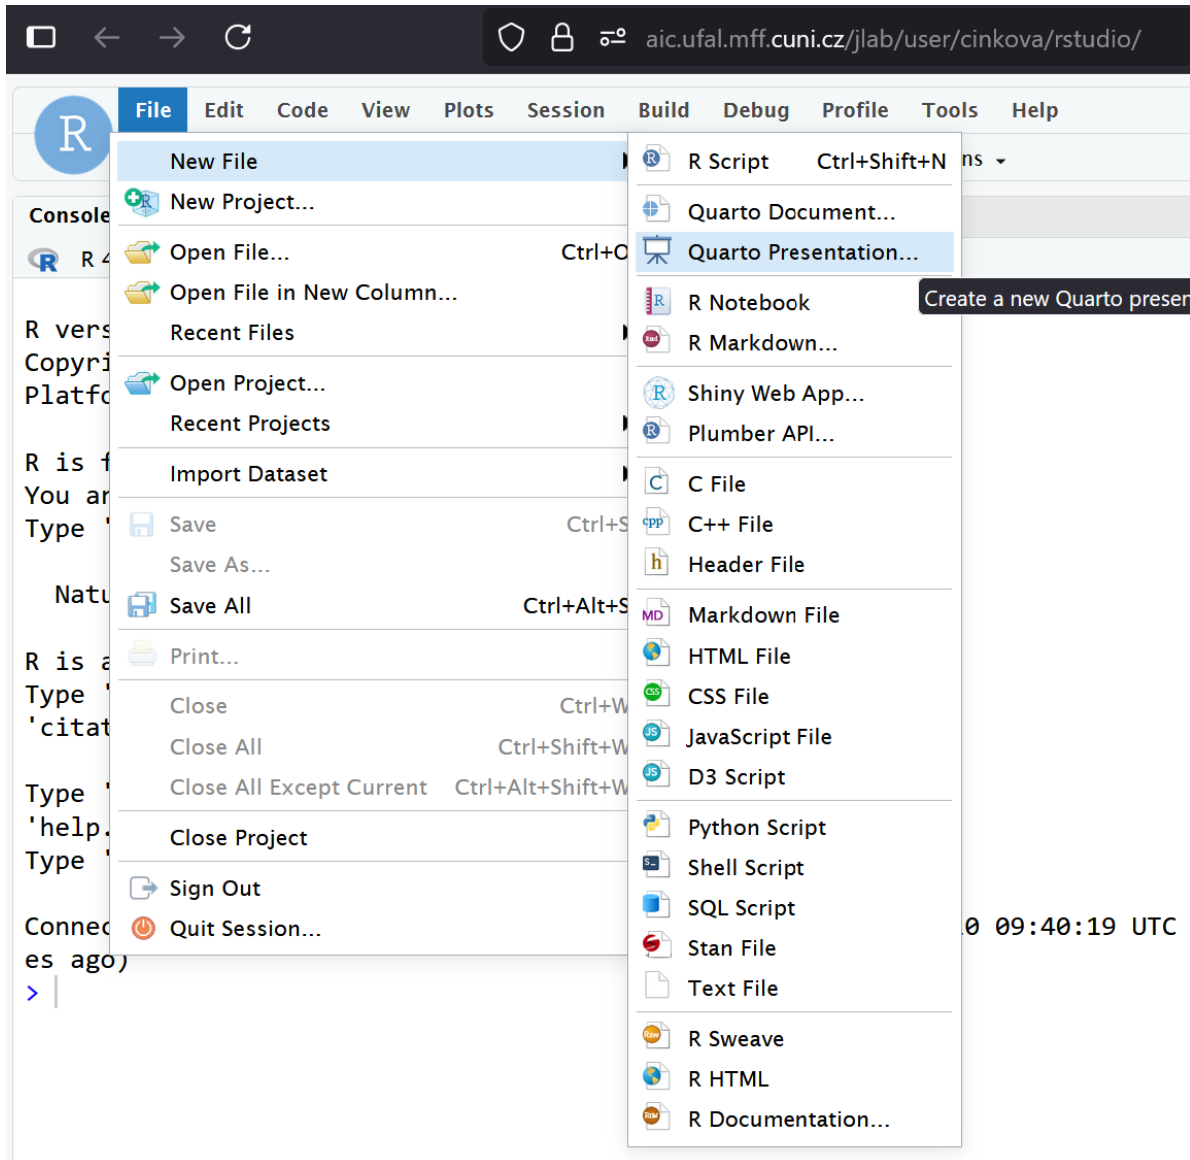 aic.ufal.mff.cuni.cz/jlab/user/cinkova/rstudio/
R File Edit Code View Plots Session Build Debug Profile Tools Help
New File
New Project...
Open File... Ctrl+O
Open File in New Column...
Recent Files
Open Project...
Recent Projects
Import Dataset
Save Ctrl+S
Save As...
Save All Ctrl+Alt+S
Print...
Close Ctrl+W
Close All Ctrl+Shift+W
Close All Except Current Ctrl+Alt+Shift+W
Close Project
Sign Out
Quit Session...
R Script Ctrl+Shift+N
Quarto Document...
Quarto Presentation...
R Notebook
R Markdown...
Shiny Web App...
Plumber API...
C File
C++ File
Header File
Markdown File
HTML File
CSS File
JavaScript File
D3 Script
Python Script
Shell Script
SQL Script
Stan File
Text File
R Sweave
R HTML
R Documentation...
ns
Create a new Quarto presen
Console
R 4
R vers
Copyri
Platfo
R is f
You ar
Type '
Natu
R is a
Type '
'citat
Type '
'help.
Type '
Connec 0 09:40:19 UTC
es ago)
>